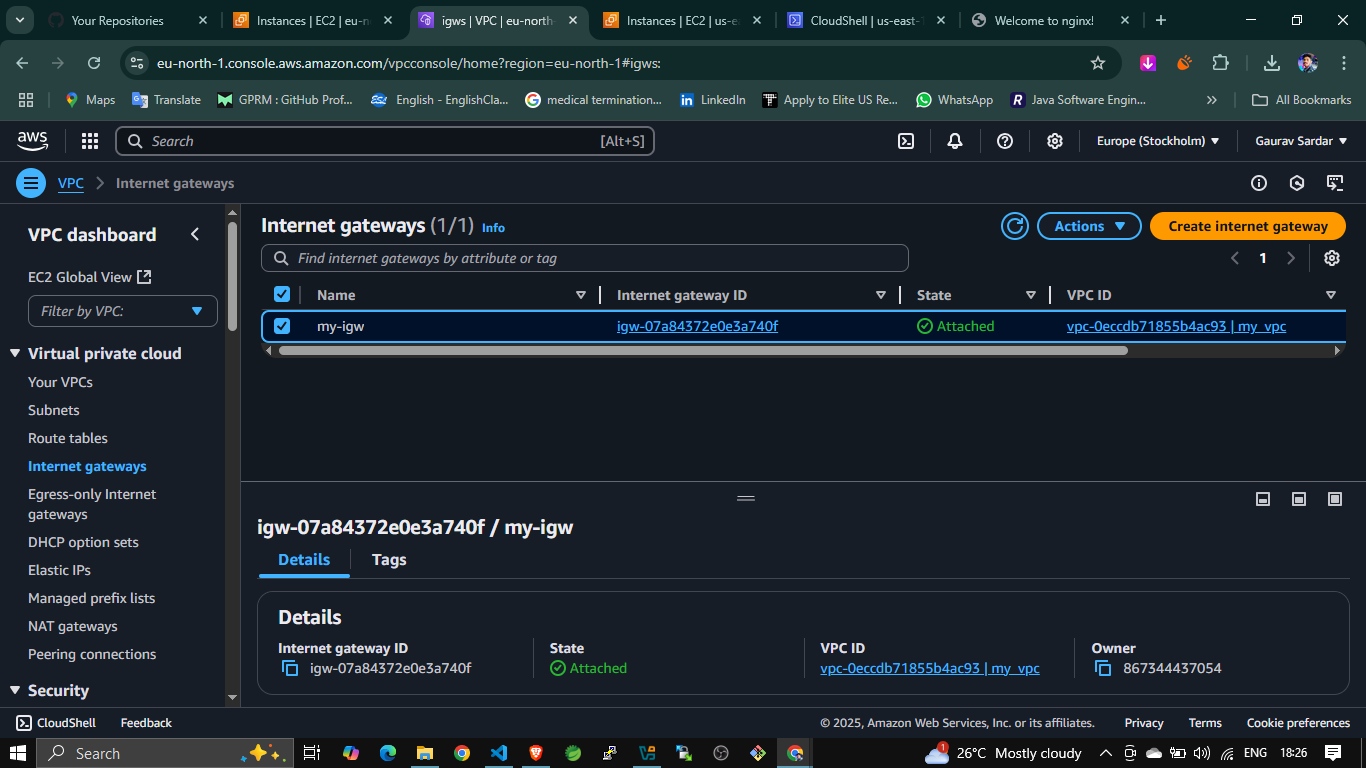 Your Repositories
Instances | EC2 | eu-n
igws | VPC | eu-north-
Instances | EC2 | us-ea
CloudShell | us-east-1
Welcome to nginx!
eu-north-1.console.aws.amazon.com/vpcconsole/home?region=eu-north-1#igws:
Maps
Translate
GPRM : GitHub Prof...
English - EnglishCla...
medical termination...
LinkedIn
Apply to Elite US Re...
WhatsApp
Java Software Engin...
All Bookmarks
aws
Search
[Alt+S]
Europe (Stockholm)
Gaurav Sardar
VPC
Internet gateways
VPC dashboard
EC2 Global View
Filter by VPC:
Virtual private cloud
Your VPCs
Subnets
Route tables
Internet gateways
Egress-only Internet
gateways
DHCP option sets
Elastic IPs
Managed prefix lists
NAT gateways
Peering connections
Security
Internet gateways (1/1) Info
Actions
Create internet gateway
Find internet gateways by attribute or tag
1
Name
Internet gateway ID
State
VPC ID
my-igw
igw-07a84372e0e3a740f
Attached
vpc-0eccdb71855b4ac93 | my_vpc
igw-07a84372e0e3a740f / my-igw
Details
Tags
Details
Internet gateway ID
igw-07a84372e0e3a740f
State
Attached
VPC ID
vpc-0eccdb71855b4ac93 | my_vpc
Owner
867344437054
CloudShell
Feedback
© 2025, Amazon Web Services, Inc. or its affiliates.
Privacy
Terms
Cookie preferences
Search
1
26°C Mostly cloudy
ENG
18:26